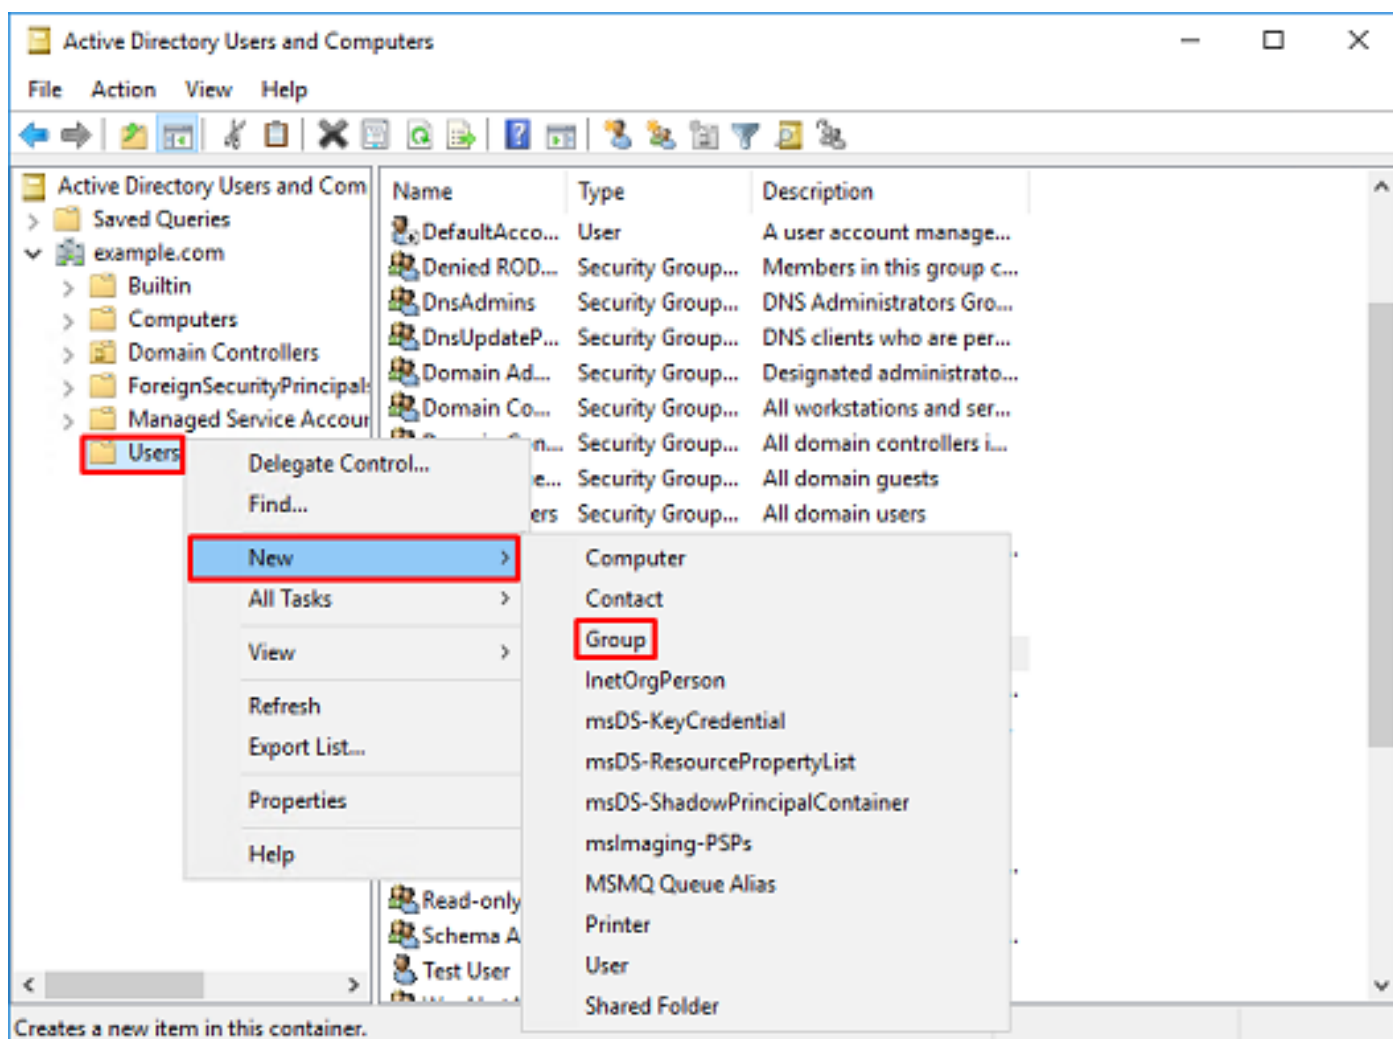 Active Directory Users and Computers
File Action View Help
Active Directory Users and Com
Saved Queries
example.com
Builtin
Computers
Domain Controllers
ForeignSecurityPrincipals
Managed Service Accour
Users
Name Type Description
DefaultAcco... User A user account manage...
Denied ROD... Security Group... Members in this group c...
DnsAdmins Security Group... DNS Administrators Gro...
DnsUpdateP... Security Group... DNS clients who are per...
Domain Ad... Security Group... Designated administrato...
Domain Co... Security Group... All workstations and ser...
Security Group... All domain controllers i...
Security Group... All domain guests
ers Security Group... All domain users
Delegate Control...
Find...
New
All Tasks
View
Refresh
Export List...
Properties
Help
Computer
Contact
Group
InetOrgPerson
msDS-KeyCredential
msDS-ResourcePropertyList
msDS-ShadowPrincipalContainer
msImaging-PSPs
MSMQ Queue Alias
Printer
User
Shared Folder
Read-only
Schema A
Test User
Creates a new item in this container.